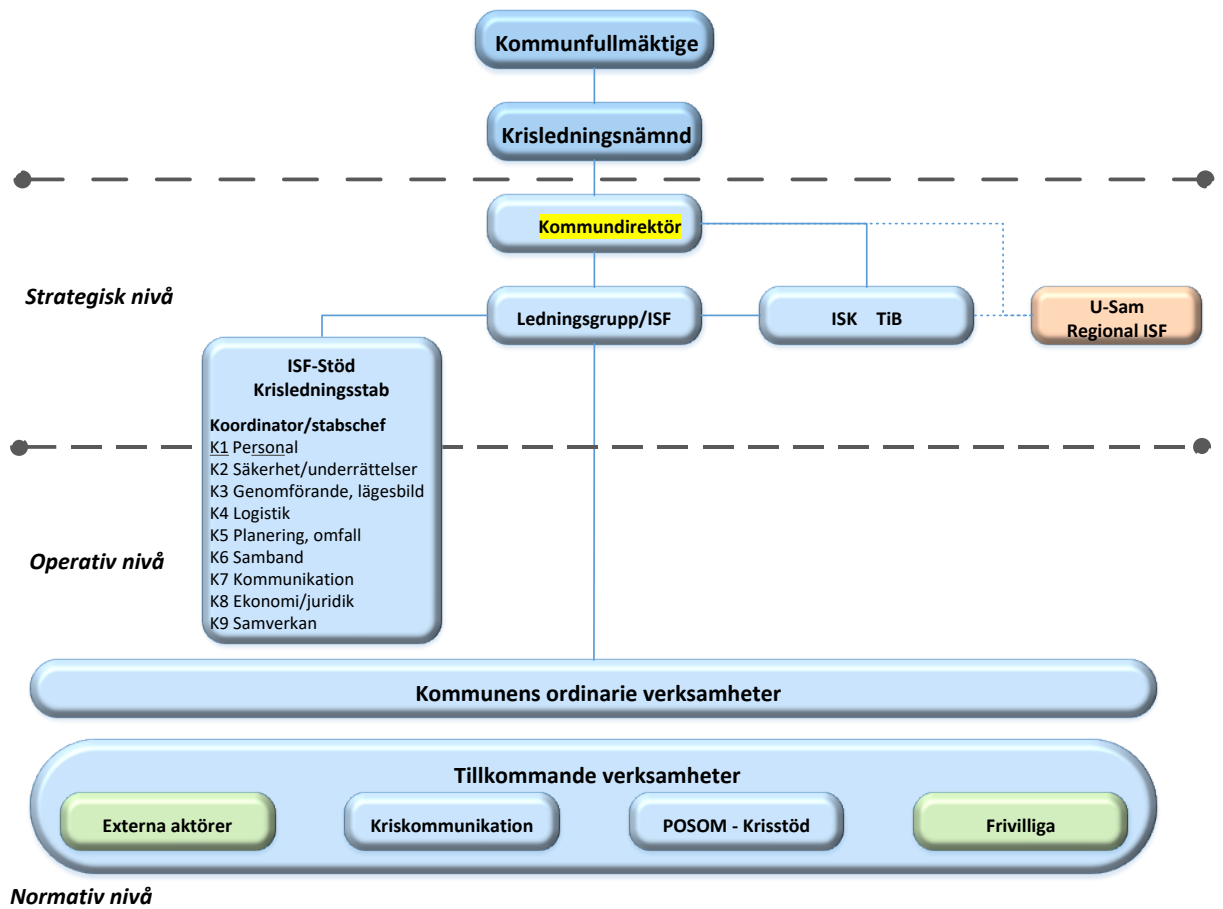 Kommunfullmäktige
Krisledningsnämnd
Kommundirektör
Strategisk nivå
Ledningsgrupp/ISF
ISK TiB
U-Sam
Regional ISF
ISF-Stöd
Krisledningsstab
Koordinator/stabschef
K1 Personal
K2 Säkerhet/underrättelser
K3 Genomförande, lägesbild
K4 Logistik
K5 Planering, omfall
K6 Samband
K7 Kommunikation
K8 Ekonomi/juridik
K9 Samverkan
Operativ nivå
Kommunens ordinarie verksamheter
Tillkommande verksamheter
Externa aktörer
Kriskommunikation
POSOM - Krisstöd
Frivilliga
Normativ nivå